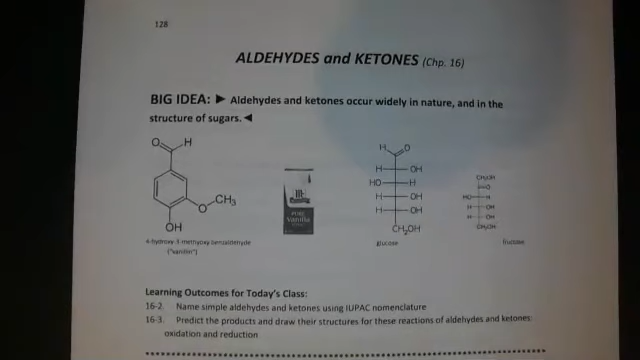 128
ALDEHYDES and KETONES (Chp. 16)
BIG IDEA: ► Aldehydes and ketones occur widely in nature, and in the
structure of sugars. ◄
O H
O CH3
OH
4-hydroxy-3-methyoxy-benzaldehyde
("vanillin")
PURE
Vanilla
H O
H OH
HO H
H OH
H OH
CH2OH
glucose
CH2OH
O
HO H
H OH
H OH
CH2OH
fructose
Learning Outcomes for Today's Class:
16-2. Name simple aldehydes and ketones using IUPAC nomenclature
16-3. Predict the products and draw their structures for these reactions of aldehydes and ketones:
oxidation and reduction